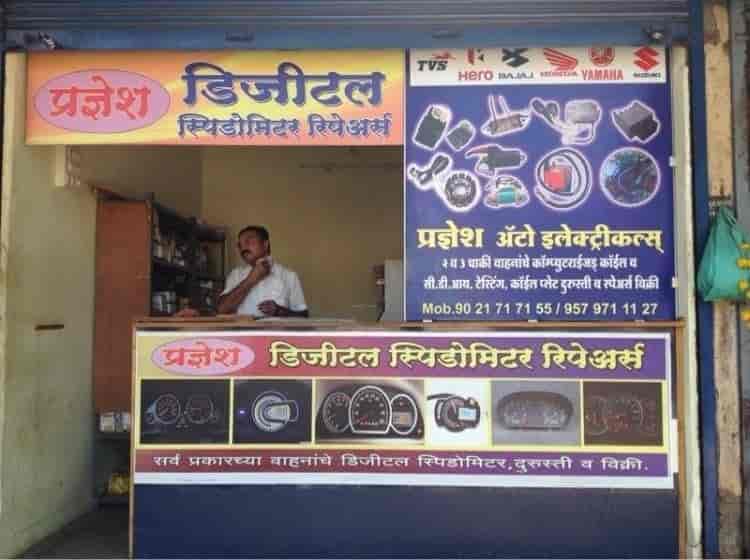 प्रज्ञेश
डिजीटल
स्पिडोमिटर रिपेअर्स
TVS Hero BAJAJ HONDA YAMAHA SUZUKI
प्रज्ञेश ॲटो इलेक्ट्रीकल्स्
२ व ३ चाकी वाहनांचे कॉम्प्युटराईजड् कॉईल व
सी.डी.आय. टेस्टिंग, कॉईल प्लेट दुरुस्ती व स्पेअर्स विक्री
Mob.90 21 71 71 55 / 957 971 11 27
प्रज्ञेश डिजीटल स्पिडोमिटर रिपेअर्स
सर्व प्रकारच्या वाहनांचे डिजीटल स्पिडोमिटर,दुरुस्ती व विक्री.